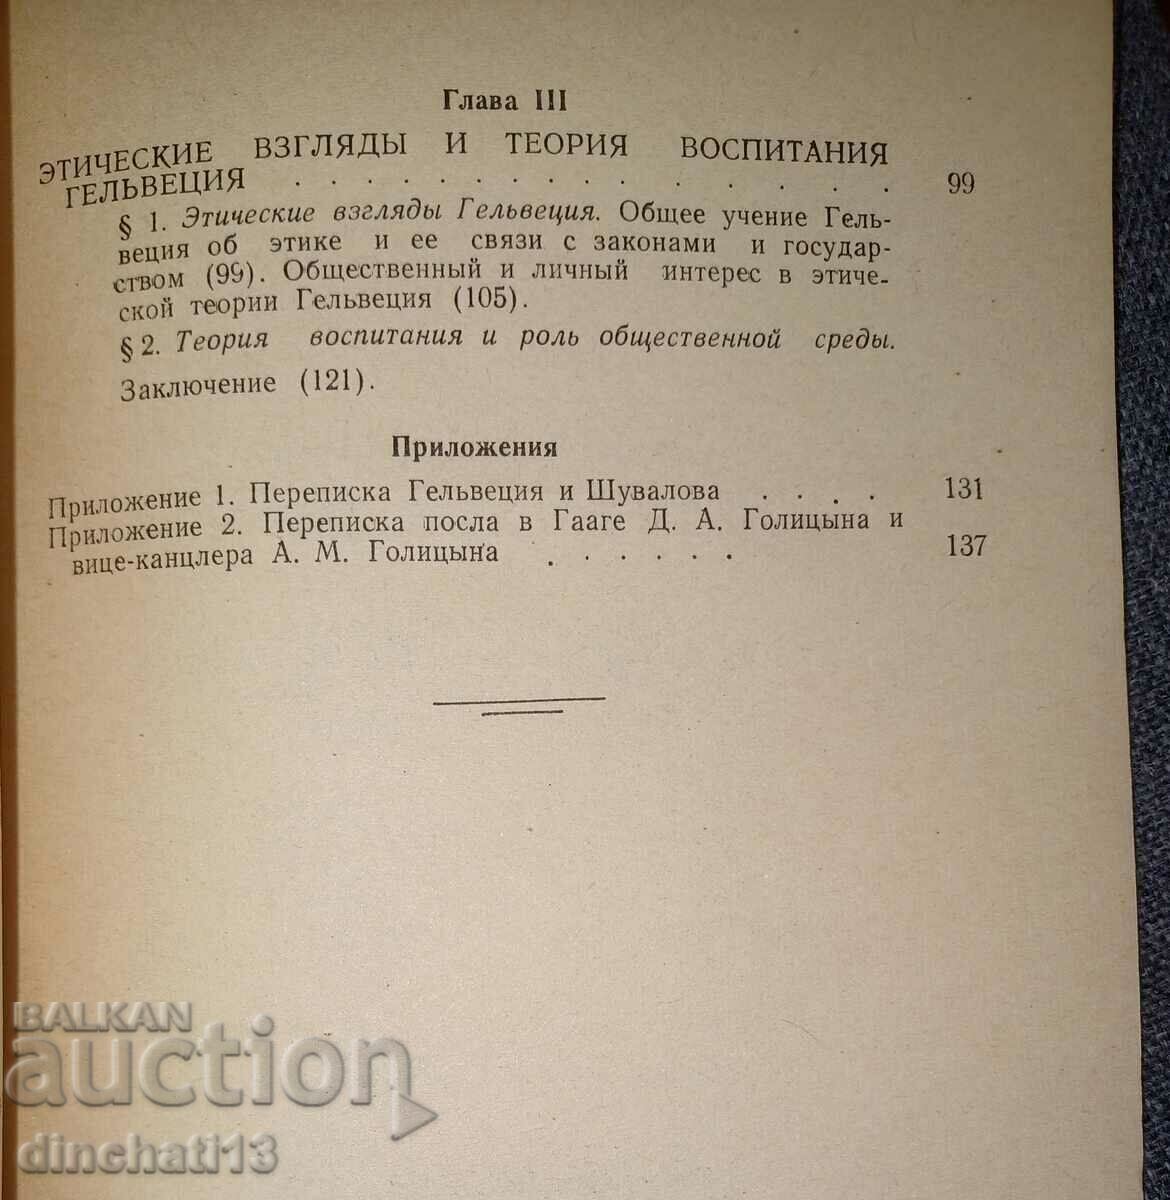 Глава III
ЭТИЧЕСКИЕ ВЗГЛЯДЫ И ТЕОРИЯ ВОСПИТАНИЯ
ГЕЛЬВЕЦИЯ . . . . . . . . . . . . . . . . 99
§ 1. Этические взгляды Гельвеция. Общее учение Гель-
веция об этике и ее связи с законами и государ-
ством (99). Общественный и личный интерес в этиче-
ской теории Гельвеция (105).
§ 2. Теория воспитания и роль общественной среды.
Заключение (121).
Приложения
Приложение 1. Переписка Гельвеция и Шувалова . . . . 131
Приложение 2. Переписка посла в Гааге Д. А. Голицына и
вице-канцлера А. М. Голицына . . . . . . 137
BALKAN
auction
dinchati13